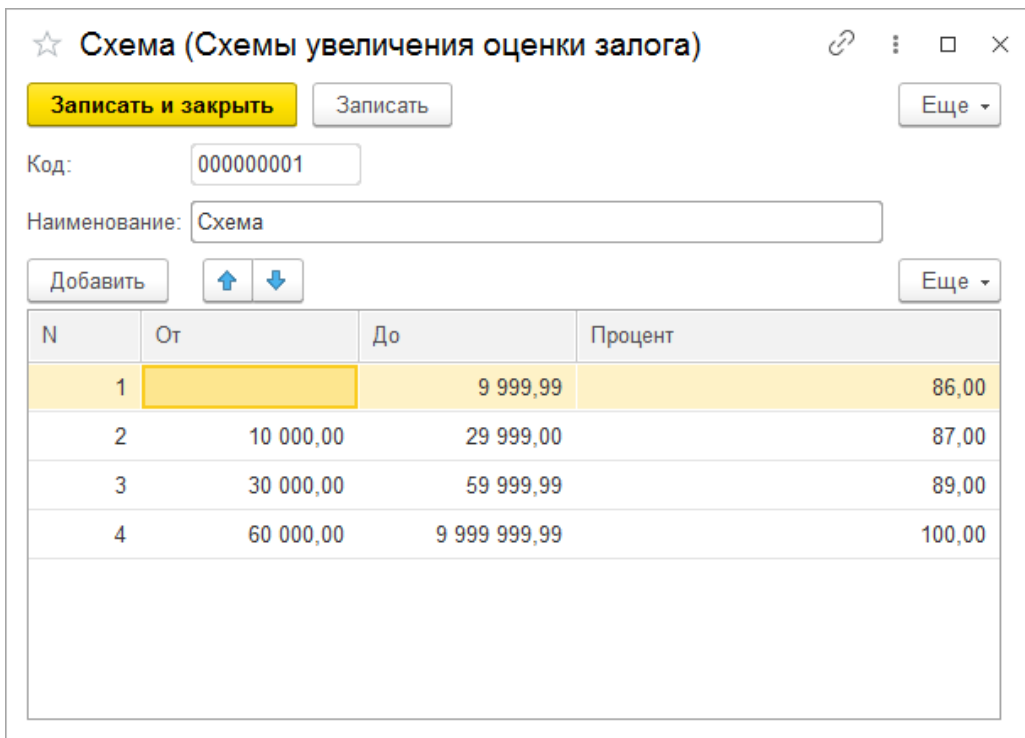 Схема (Схемы увеличения оценки залога)
Записать и закрыть Записать Еще
Код: 000000001
Наименование: Схема
Добавить Еще
N От До Процент
1 9 999,99 86,00
2 10 000,00 29 999,00 87,00
3 30 000,00 59 999,99 89,00
4 60 000,00 9 999 999,99 100,00